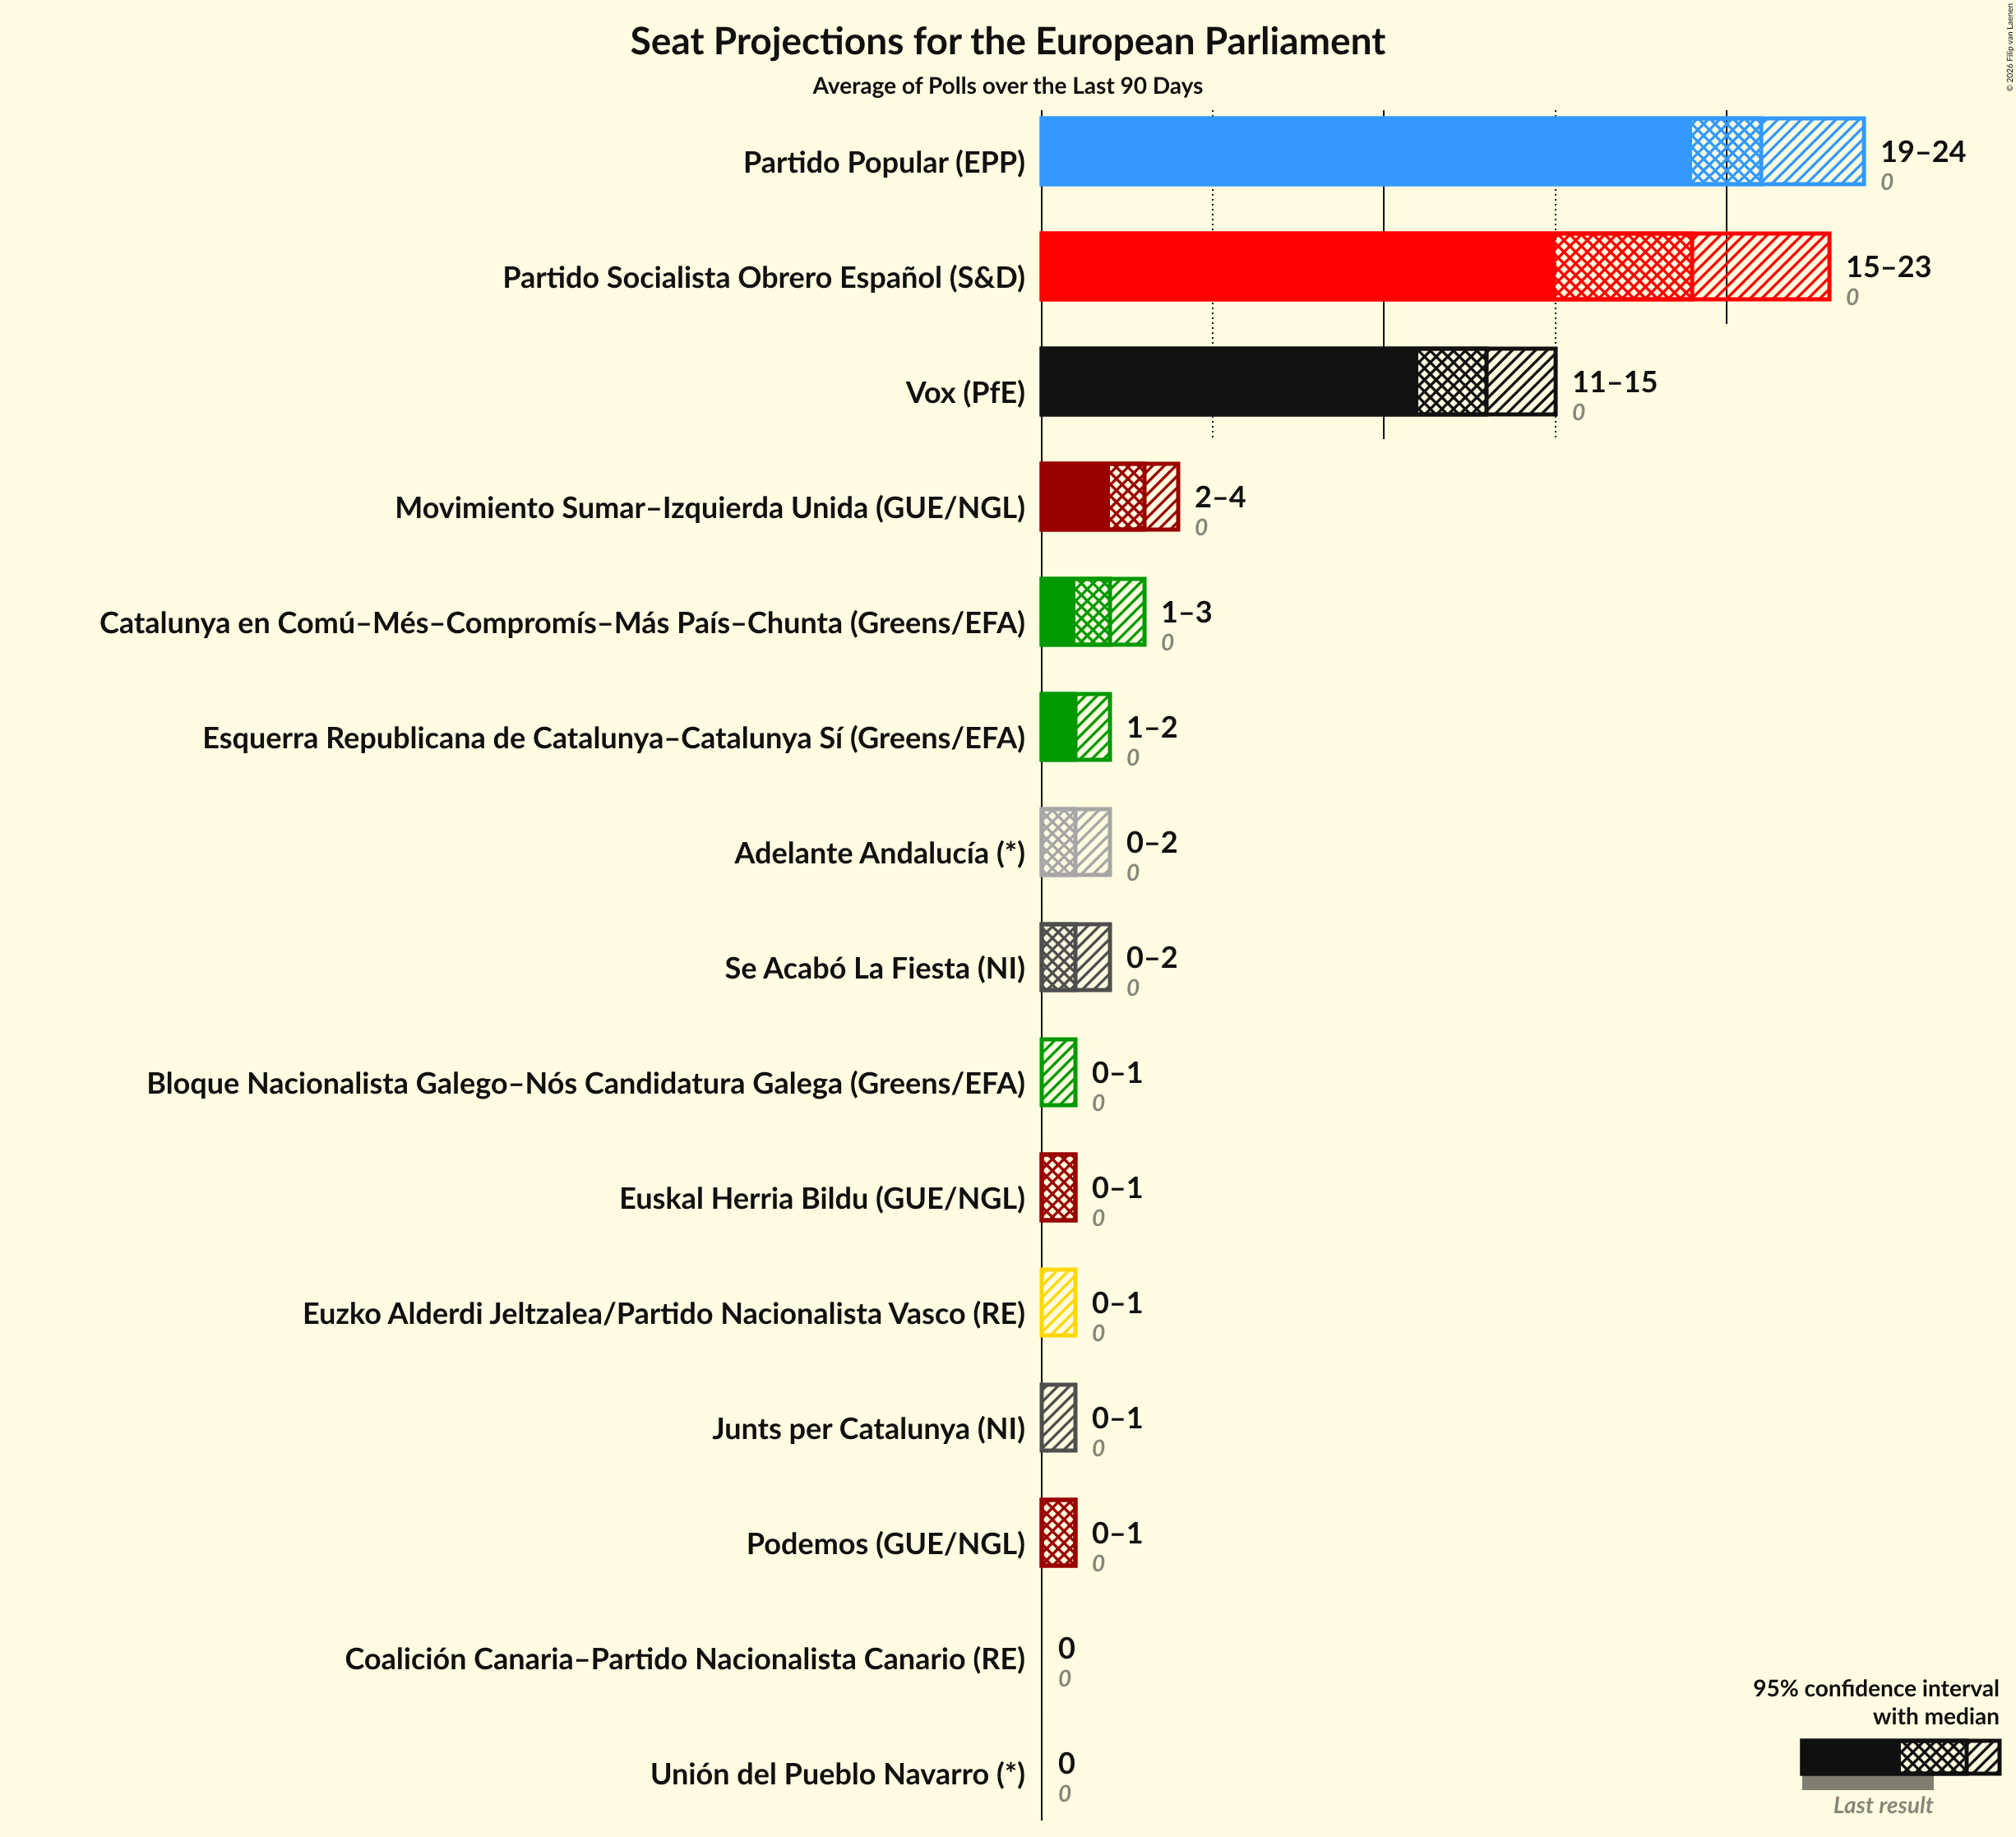 Seat Projections for the European Parliament
Average of Polls over the Last 90 Days
© 2026 Filip van Laenen
Partido Popular (EPP)
19–24
0
Partido Socialista Obrero Español (S&D)
15–23
0
Vox (PfE)
11–15
0
Movimiento Sumar–Izquierda Unida (GUE/NGL)
2–4
0
Catalunya en Comú–Més–Compromís–Más País–Chunta (Greens/EFA)
1–3
0
Esquerra Republicana de Catalunya–Catalunya Sí (Greens/EFA)
1–2
0
Adelante Andalucía (*)
0–2
0
Se Acabó La Fiesta (NI)
0–2
0
Bloque Nacionalista Galego–Nós Candidatura Galega (Greens/EFA)
0–1
0
Euskal Herria Bildu (GUE/NGL)
0–1
0
Euzko Alderdi Jeltzalea/Partido Nacionalista Vasco (RE)
0–1
0
Junts per Catalunya (NI)
0–1
0
Podemos (GUE/NGL)
0–1
0
Coalición Canaria–Partido Nacionalista Canario (RE)
0
0
Unión del Pueblo Navarro (*)
0
0
95% confidence interval
with median
Last result